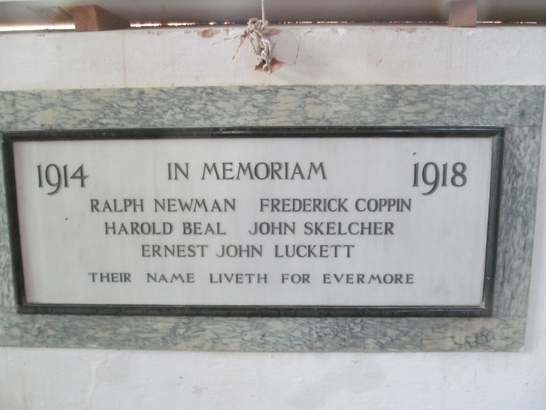 1914 IN MEMORIAM 1918
RALPH NEWMAN FREDERICK COPPIN
HAROLD BEAL JOHN SKELCHER
ERNEST JOHN LUCKETT
THEIR NAME LIVETH FOR EVERMORE